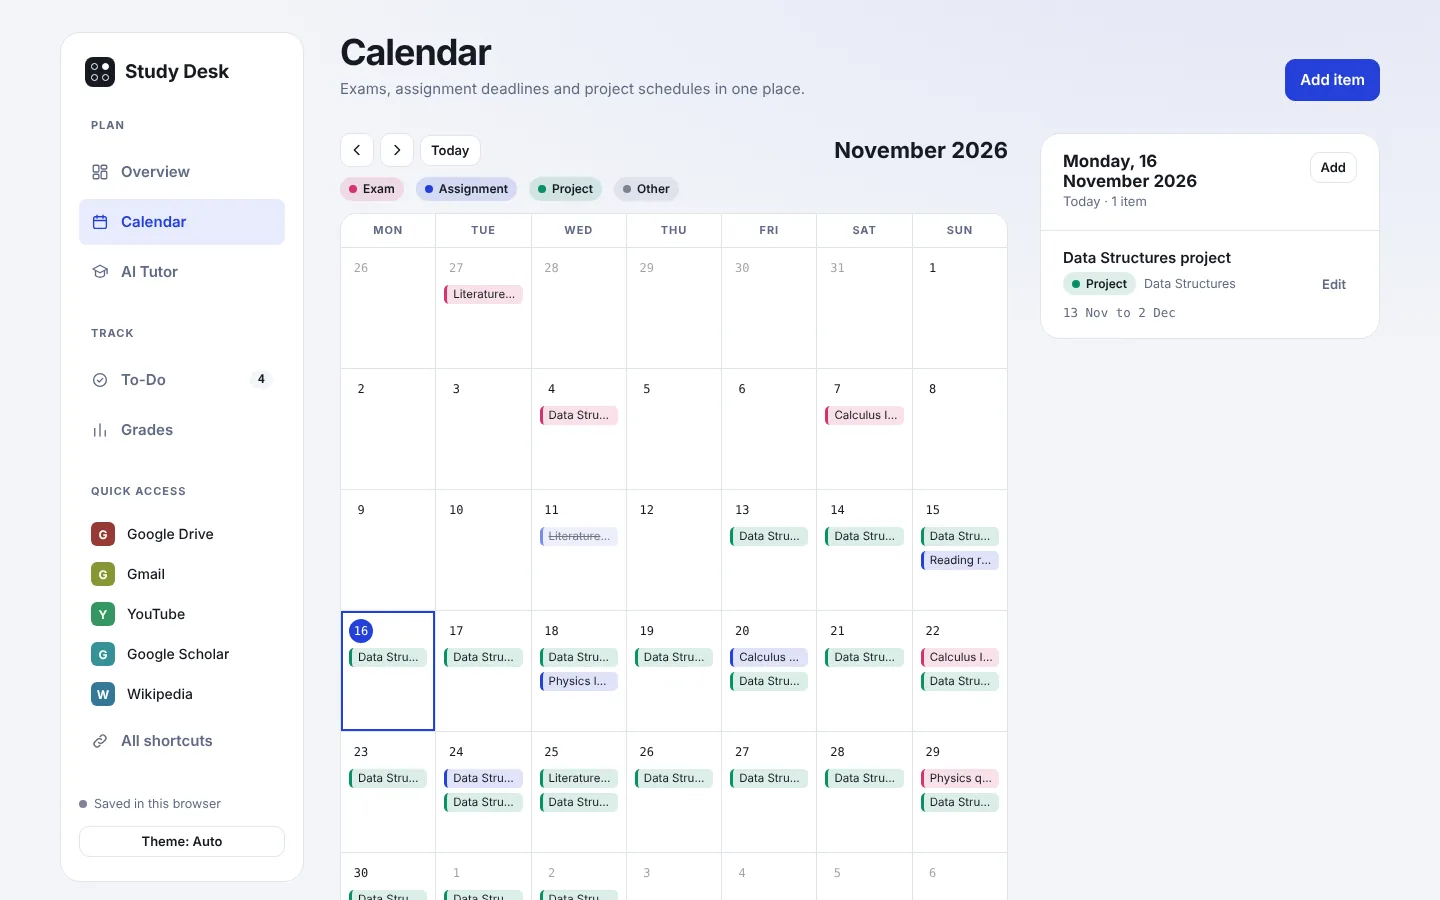 Study Desk
PLAN
Overview
Calendar
AI Tutor
TRACK
To-Do 4
Grades
QUICK ACCESS
G Google Drive
G Gmail
Y YouTube
G Google Scholar
W Wikipedia
All shortcuts
Saved in this browser
Theme: Auto
Calendar
Exams, assignment deadlines and project schedules in one place.
Add item
Today
November 2026
Exam Assignment Project Other
MON TUE WED THU FRI SAT SUN
26 27 28 29 30 31 1
Literature...
2 3 4 5 6 7 8
Data Stru... Calculus I...
9 10 11 12 13 14 15
Literature... Data Stru... Data Stru... Data Stru...
Reading r...
16 17 18 19 20 21 22
Data Stru... Data Stru... Data Stru... Data Stru... Calculus ... Data Stru... Calculus I...
Physics l... Data Stru... Data Stru...
23 24 25 26 27 28 29
Data Stru... Data Stru... Literature... Data Stru... Data Stru... Data Stru... Physics q...
Data Stru... Data Stru... Data Stru...
30 1 2 3 4 5 6
Data Stru... Data Stru... Data Stru...
Monday, 16
November 2026
Add
Today · 1 item
Data Structures project
Project Data Structures Edit
13 Nov to 2 Dec